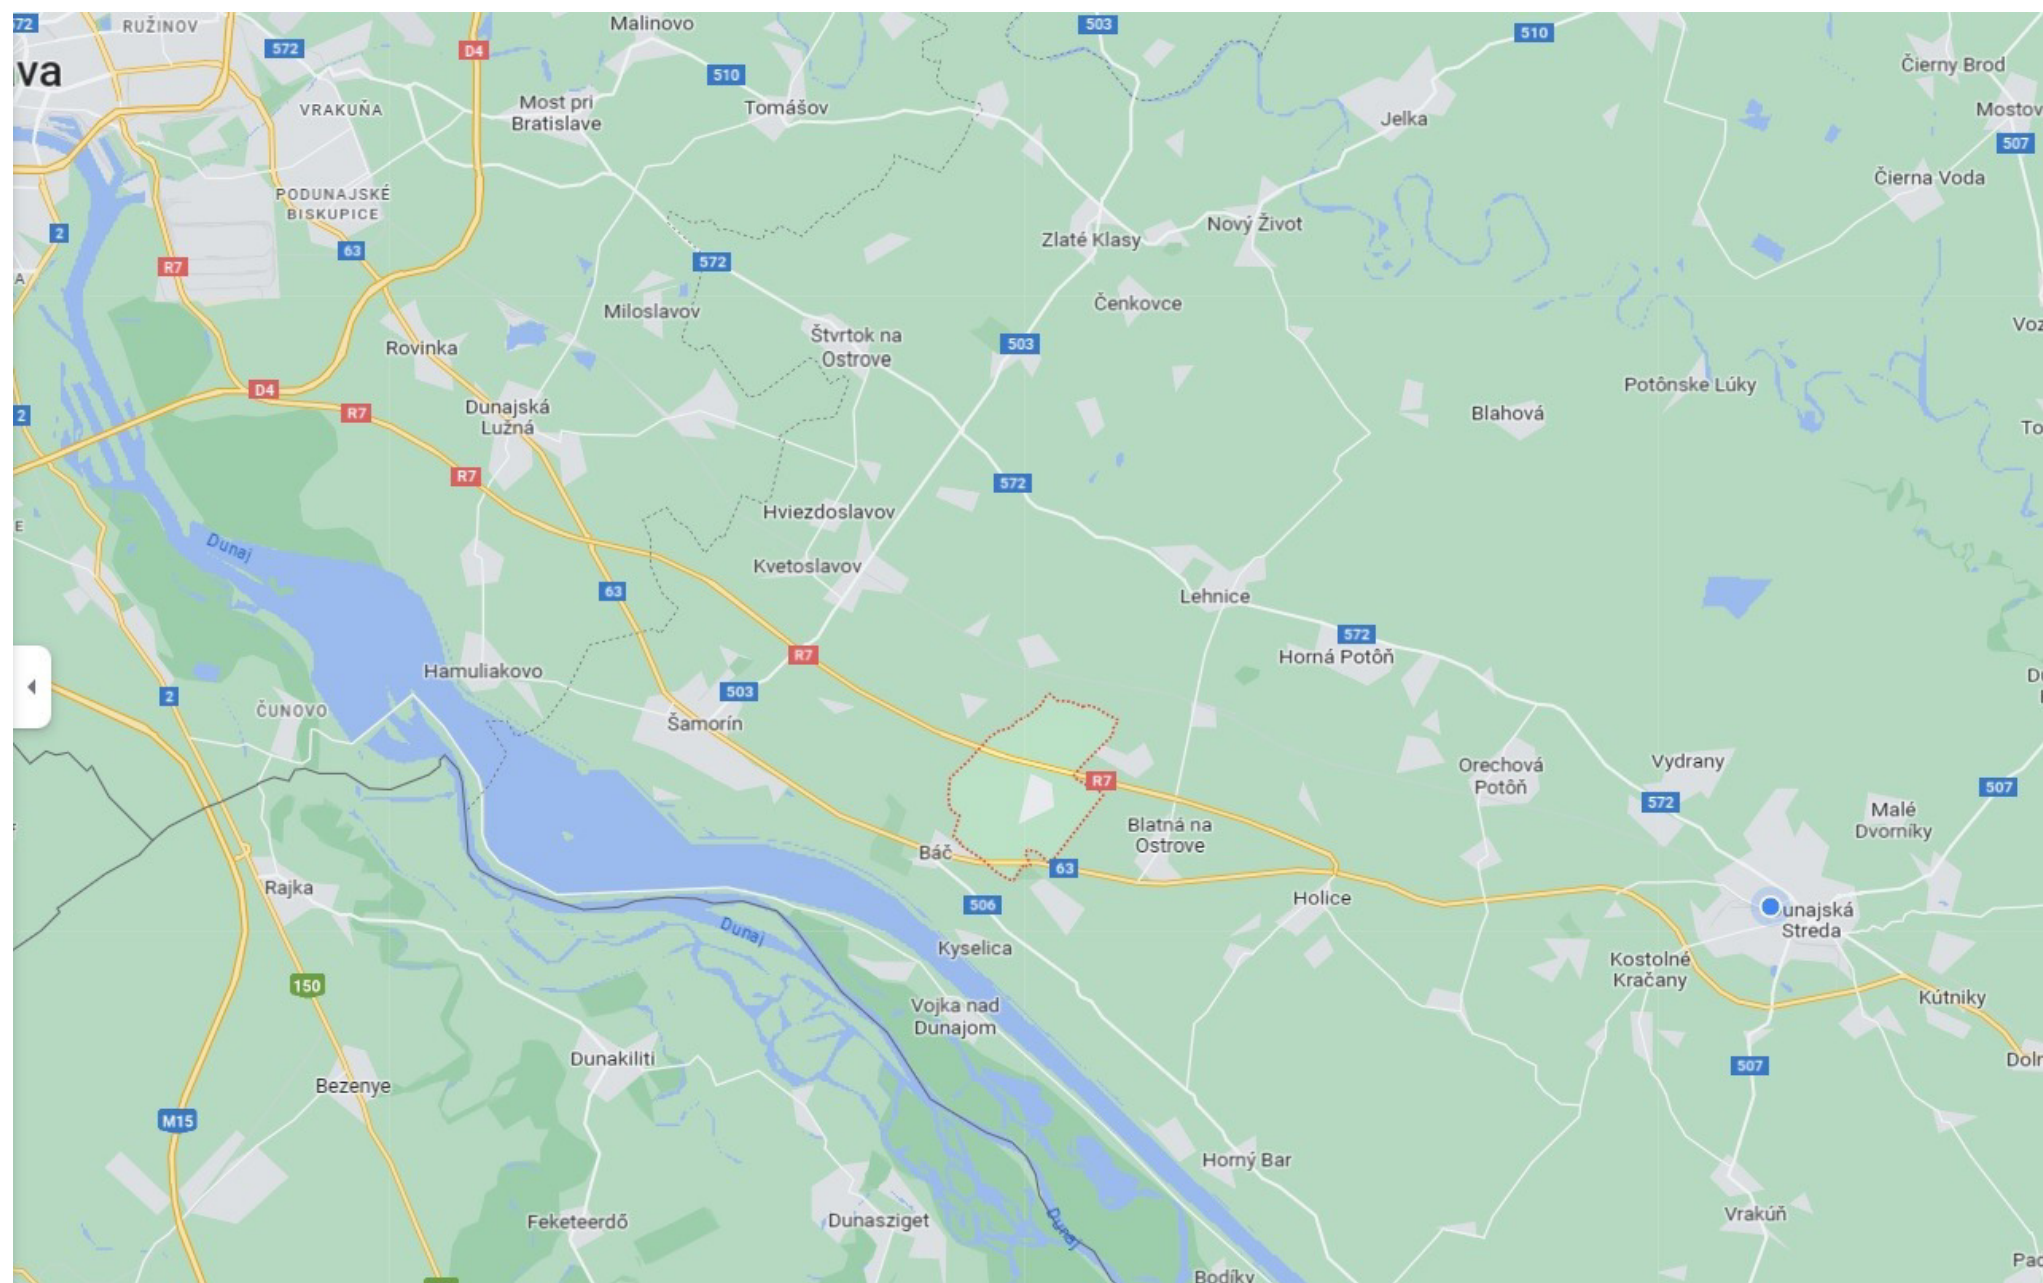 72
RUŽINOV
572
D4
Malinovo
503
510
Čierny Brod
va
510
Most pri
Bratislave
VRAKUŇA
Tomášov
Jelka
Mostov
507
Čierna Voda
PODUNAJSKÉ
BISKUPICE
2
63
R7
A
572
Zlaté Klasy
Nový Život
Miloslavov
Čenkovce
Štvrtok na
Ostrove
503
Voz
Rovinka
D4
R7
2
Dunajská
Lužná
Potônske Lúky
Blahová
To
R7
572
Hviezdoslavov
E
Dunaj
Kvetoslavov
63
Lehnice
572
R7
Horná Potôň
Hamuliakovo
503
2
ČUNOVO
Šamorín
Orechová
Potôň
Vydrany
R7
572
507
Malé
Dvorníky
Blatná na
Ostrove
Báč
63
Rajka
506
Holice
unajská
Streda
Dunaj
Kyselica
Kostolné
Kračany
150
Vojka nad
Dunajom
Kútniky
Dunakiliti
Doln
507
Bezenye
M15
Horný Bar
Feketeerdő
Dunasziget
Dunaj
Vrakúň
Bodíky